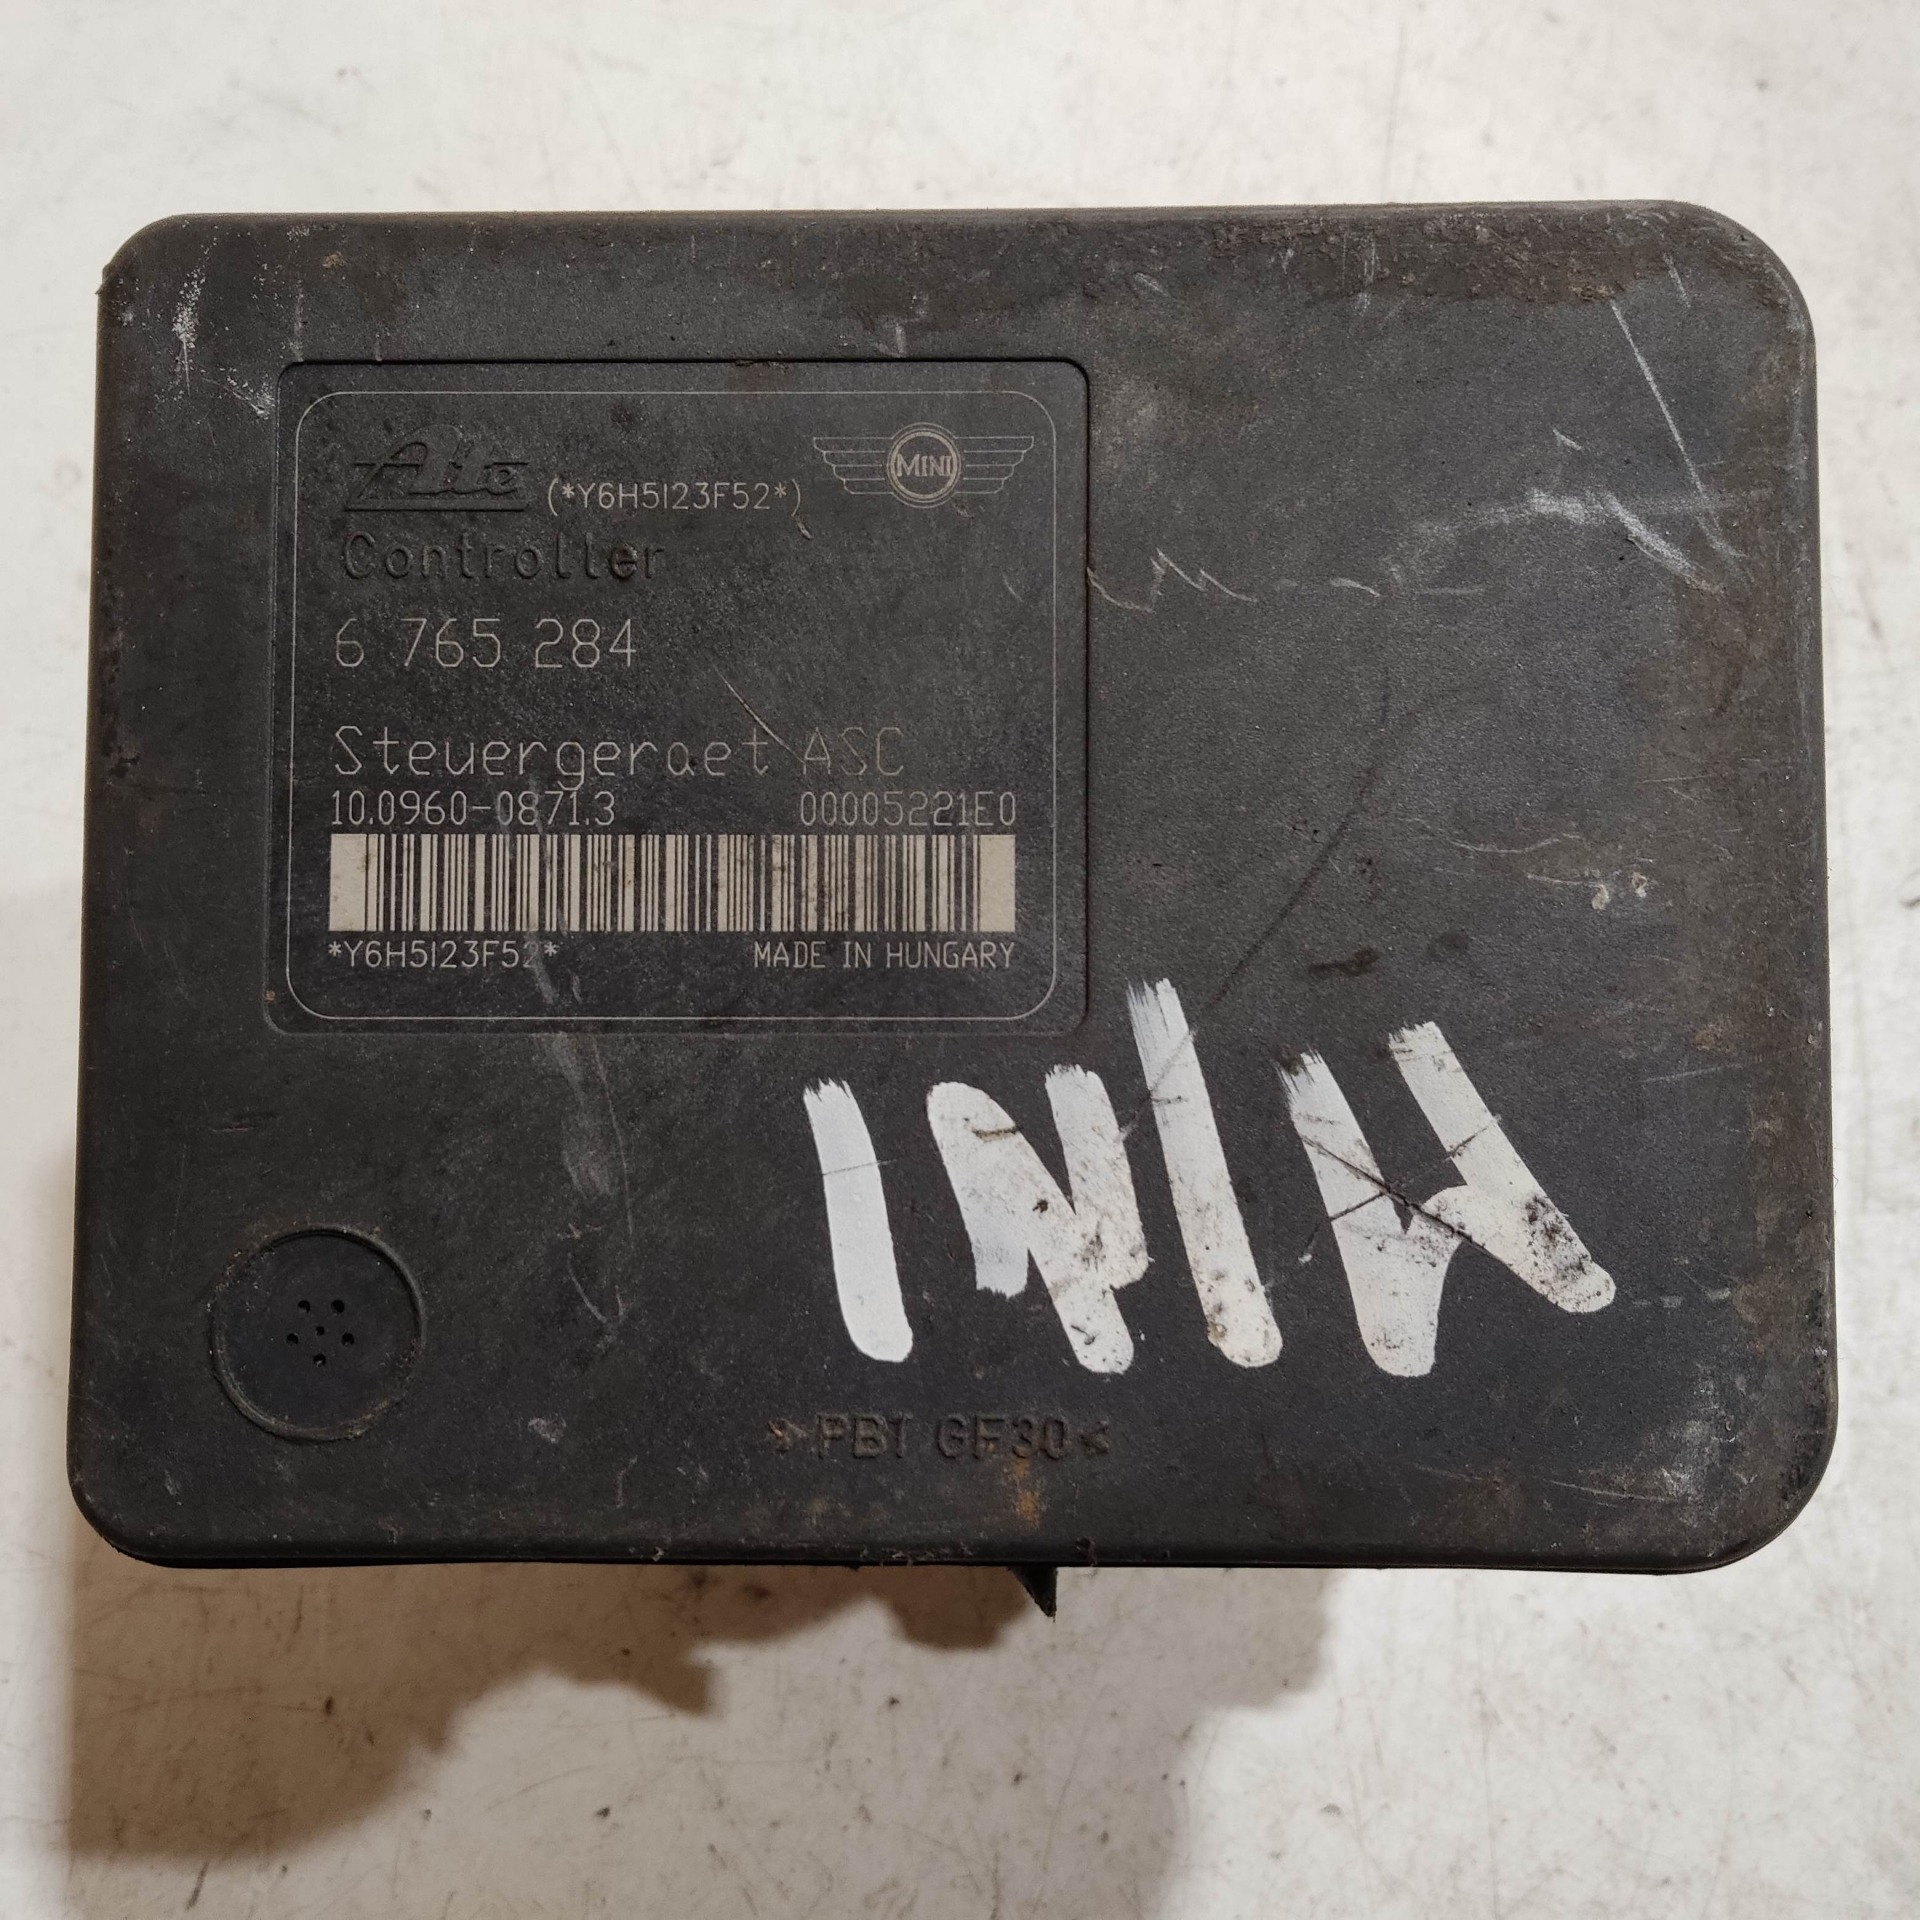 Ate (*Y6H5I23F52*) MINI
Controller
6 765 284
Steuergeraet ASC
10.0960-0871.3 00005221E0
*Y6H5I23F52* MADE IN HUNGARY
INIM
>PBT GF30<